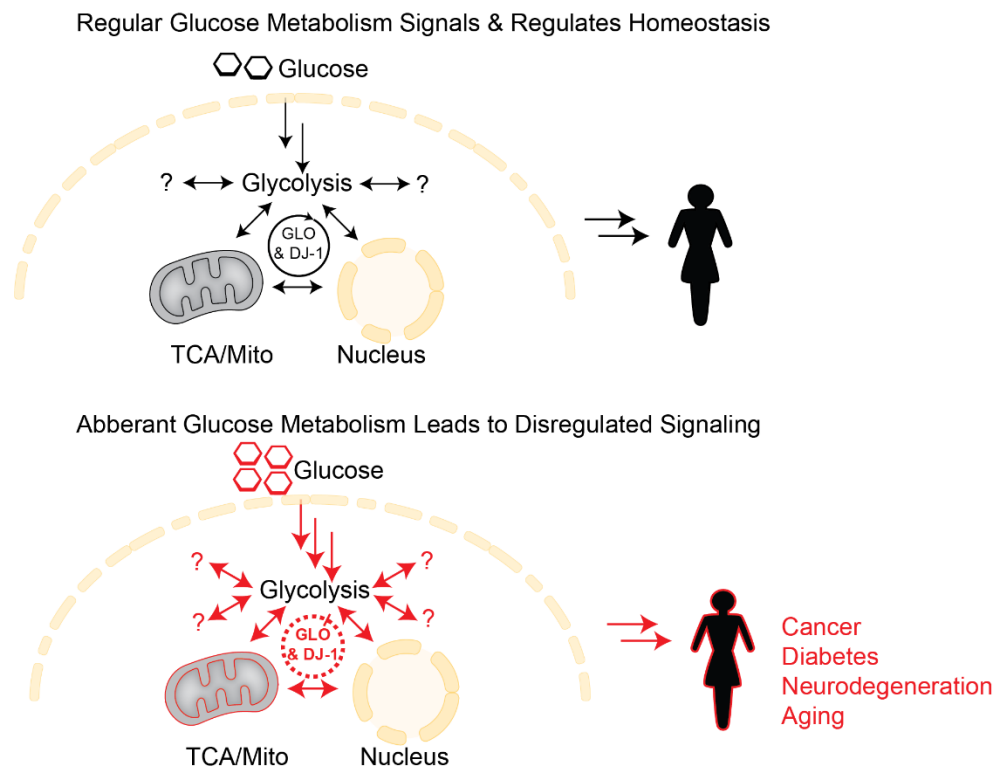 Regular Glucose Metabolism Signals & Regulates Homeostasis
Glucose
? Glycolysis ?
GLO
& DJ-1
TCA/Mito Nucleus
Abberant Glucose Metabolism Leads to Disregulated Signaling
Glucose
? ?
Glycolysis
? ?
GLO
& DJ-1
TCA/Mito Nucleus
Cancer
Diabetes
Neurodegeneration
Aging